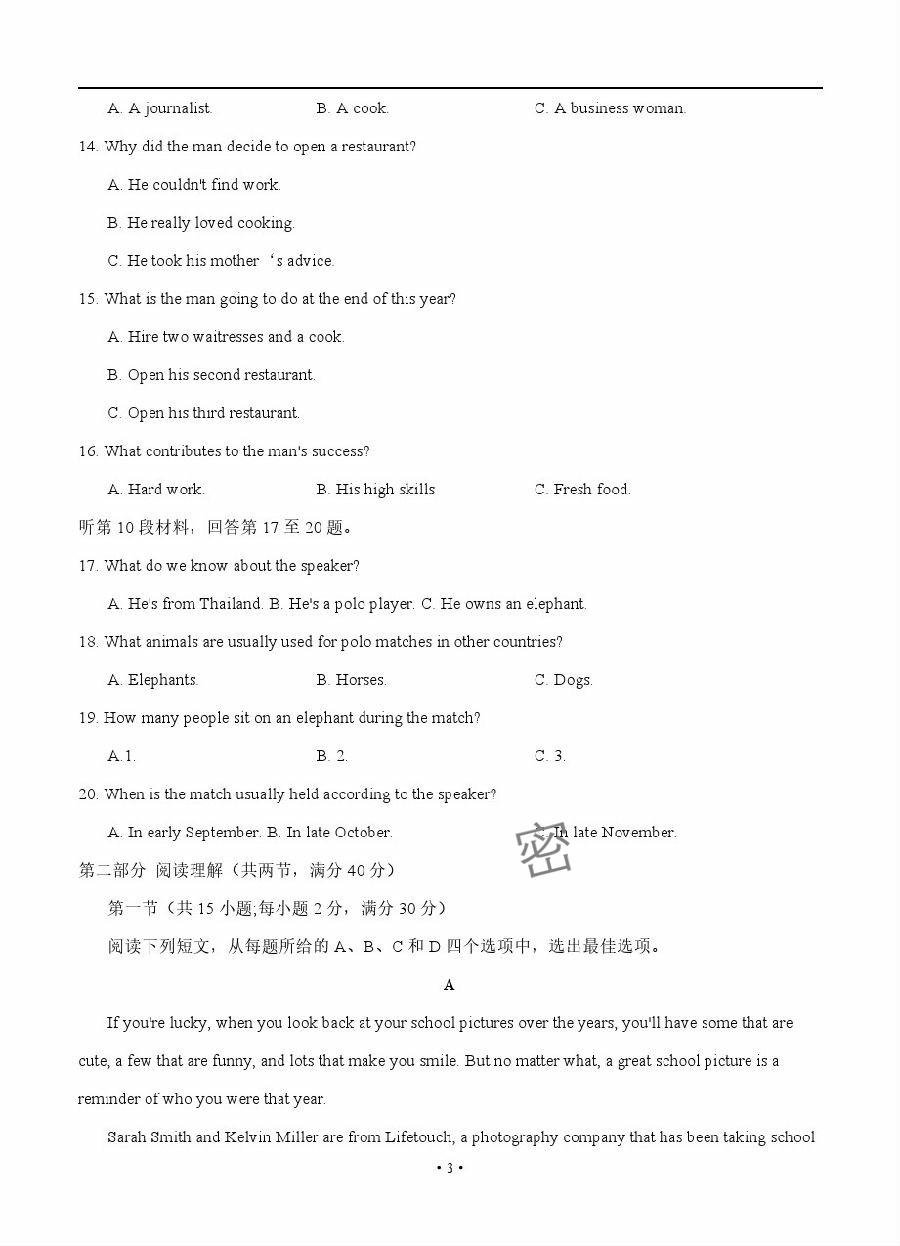 A. A journalist. B. A cook. C. A business woman.
14. Why did the man decide to open a restaurant?
A. He couldn't find work.
B. He really loved cooking.
C. He took his mother‘s advice.
15. What is the man going to do at the end of this year?
A. Hire two waitresses and a cook.
B. Open his second restaurant.
C. Open his third restaurant.
16. What contributes to the man's success?
A. Hard work. B. His high skills C. Fresh food.
听第 10 段材料，回答第 17 至 20 题。
17. What do we know about the speaker?
A. He's from Thailand. B. He's a polo player. C. He owns an elephant.
18. What animals are usually used for polo matches in other countries?
A. Elephants. B. Horses. C. Dogs.
19. How many people sit on an elephant during the match?
A.1. B. 2. C. 3.
20. When is the match usually held according to the speaker?
A. In early September. B. In late October. C. In late November.
密
第二部分 阅读理解（共两节，满分 40 分）
第一节（共 15 小题;每小题 2 分，满分 30 分）
阅读下列短文，从每题所给的 A、B、C 和 D 四个选项中，选出最佳选项。
A
If you're lucky, when you look back at your school pictures over the years, you'll have some that are
cute, a few that are funny, and lots that make you smile. But no matter what, a great school picture is a
reminder of who you were that year.
Sarah Smith and Kelvin Miller are from Lifetouch, a photography company that has been taking school
• 3 •